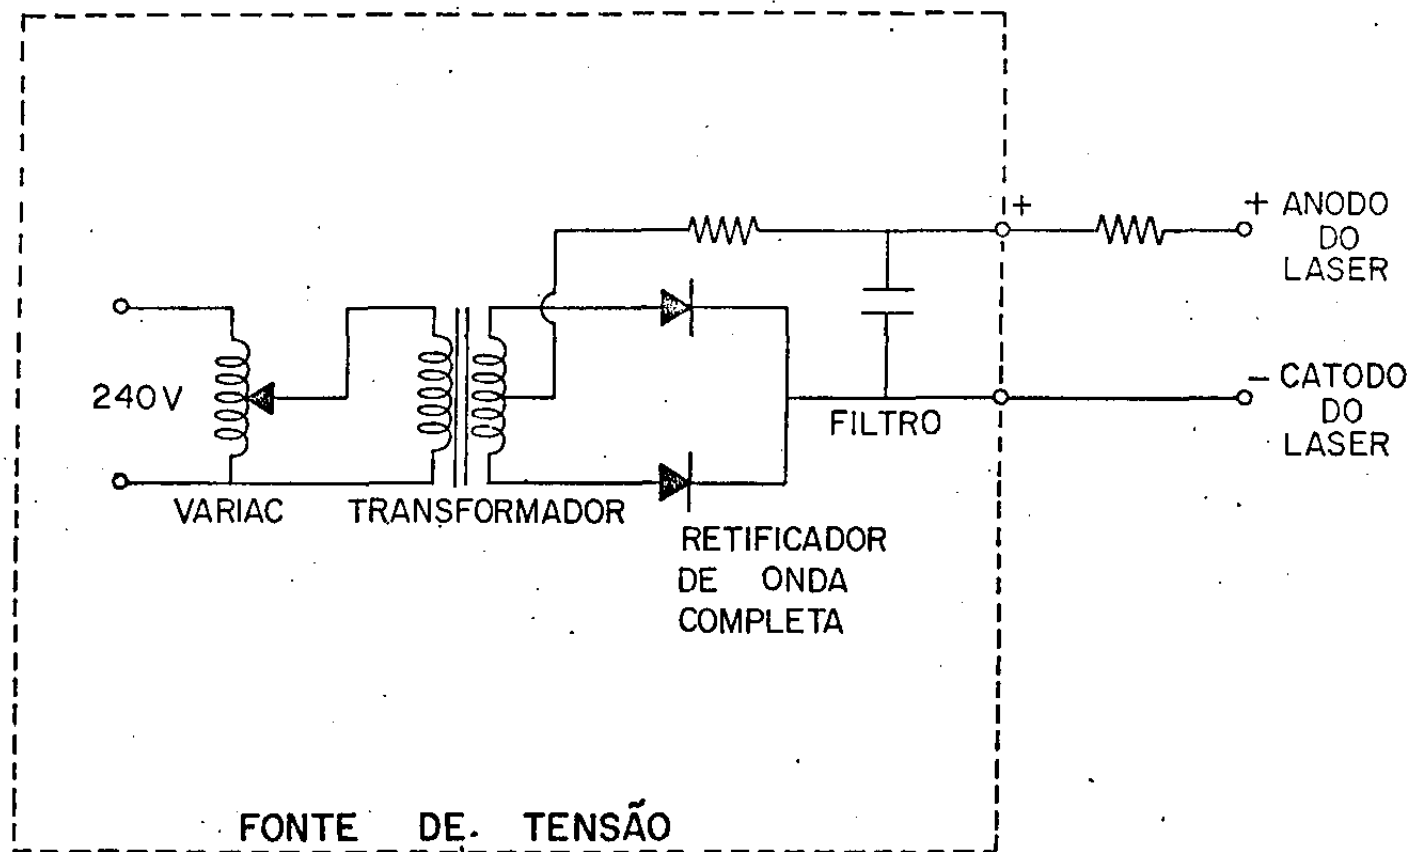 +
+ ANODO
DO
LASER
240V
- CATODO
DO
LASER
FILTRO
VARIAC
TRANSFORMADOR
RETIFICADOR
DE ONDA
COMPLETA
FONTE DE. TENSÃO